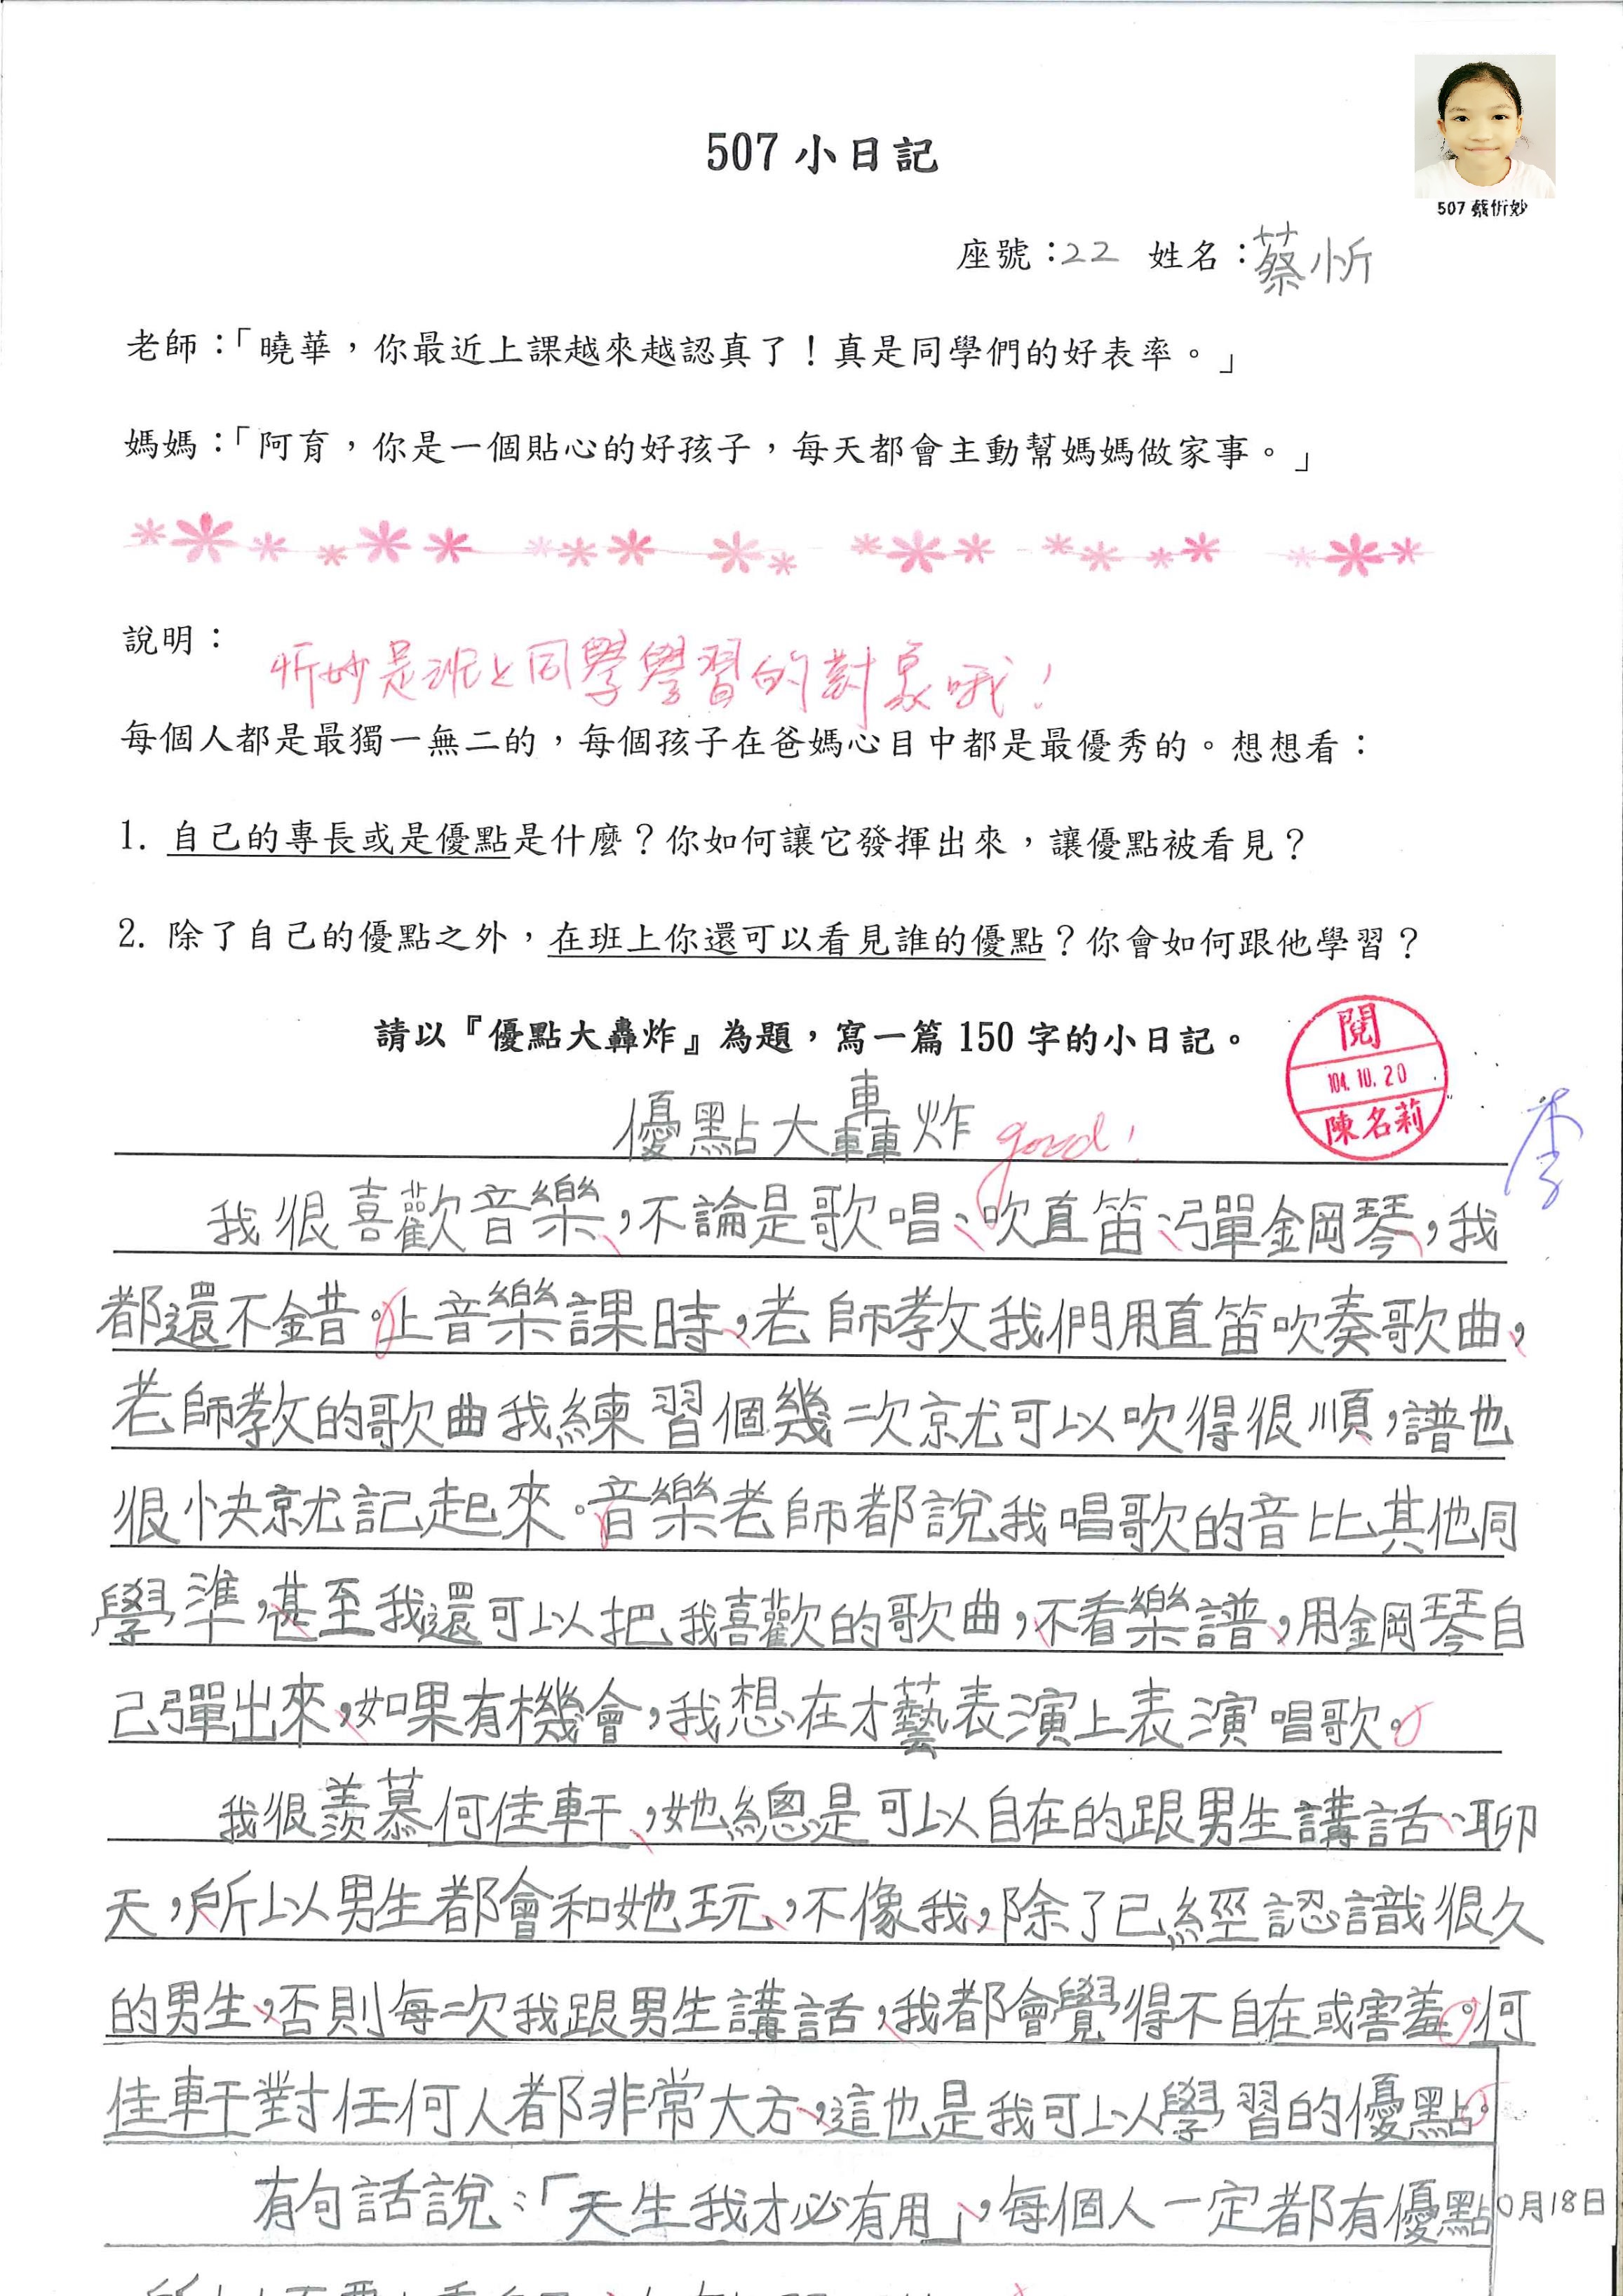 507 小日記
507 蔡忻妙
座號：22 姓名：蔡忻
老師：「曉華，你最近上課越來越認真了！真是同學們的好表率。」
媽媽：「阿育，你是一個貼心的好孩子，每天都會主動幫媽媽做家事。」
說明：
忻妙是班上同學學習的對象哦！
每個人都是最獨一無二的，每個孩子在爸媽心目中都是最優秀的。想想看：
1. 自己的專長或是優點是什麼？你如何讓它發揮出來，讓優點被看見？
2. 除了自己的優點之外，在班上你還可以看見誰的優點？你會如何跟他學習？
請以『優點大轟炸』為題，寫一篇 150 字的小日記。
閱
104.10.20
陳名莉
優點大轟炸 good!
李
我很喜歡音樂，不論是歌唱、吹直笛、彈鋼琴，我
都還不錯。上音樂課時，老師教我們用直笛吹奏歌曲，
老師教的歌曲我練習個幾次就可以吹得很順，譜也
很快就記起來。音樂老師都說我唱歌的音比其他同
學準，甚至我還可以把我喜歡的歌曲，不看樂譜，用鋼琴自
己彈出來，如果有機會，我想在才藝表演上表演唱歌。
我很羨慕何佳軒，她總是可以自在的跟男生講話、聊
天，所以男生都會和她玩，不像我，除了已經認識很久
的男生，否則每次我跟男生講話，我都會覺得不自在或害羞。何
佳軒對任何人都非常大方，這也是我可以學習的優點。
有句話說：「天生我才必有用」，每個人一定都有優點
0月18日